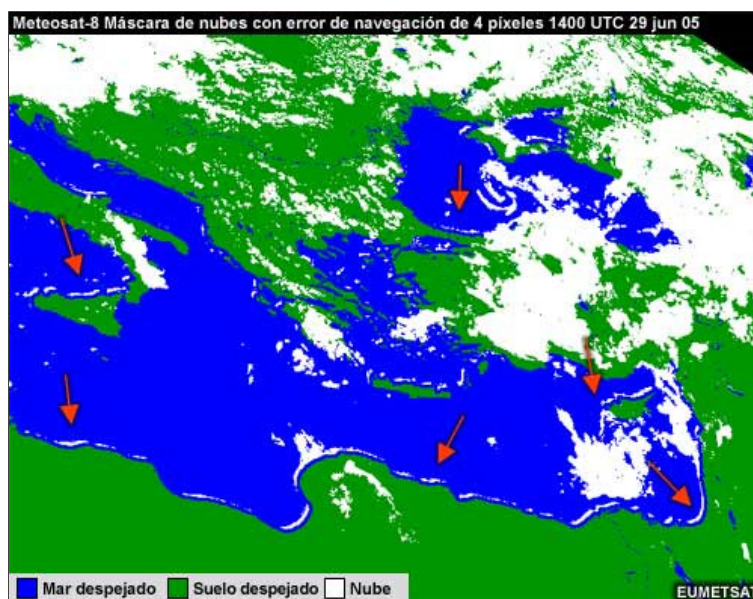 Meteosat-8 Máscara de nubes con error de navegación de 4 píxeles 1400 UTC 29 jun 05
Mar despejado Suelo despejado Nube
EUMETSAT